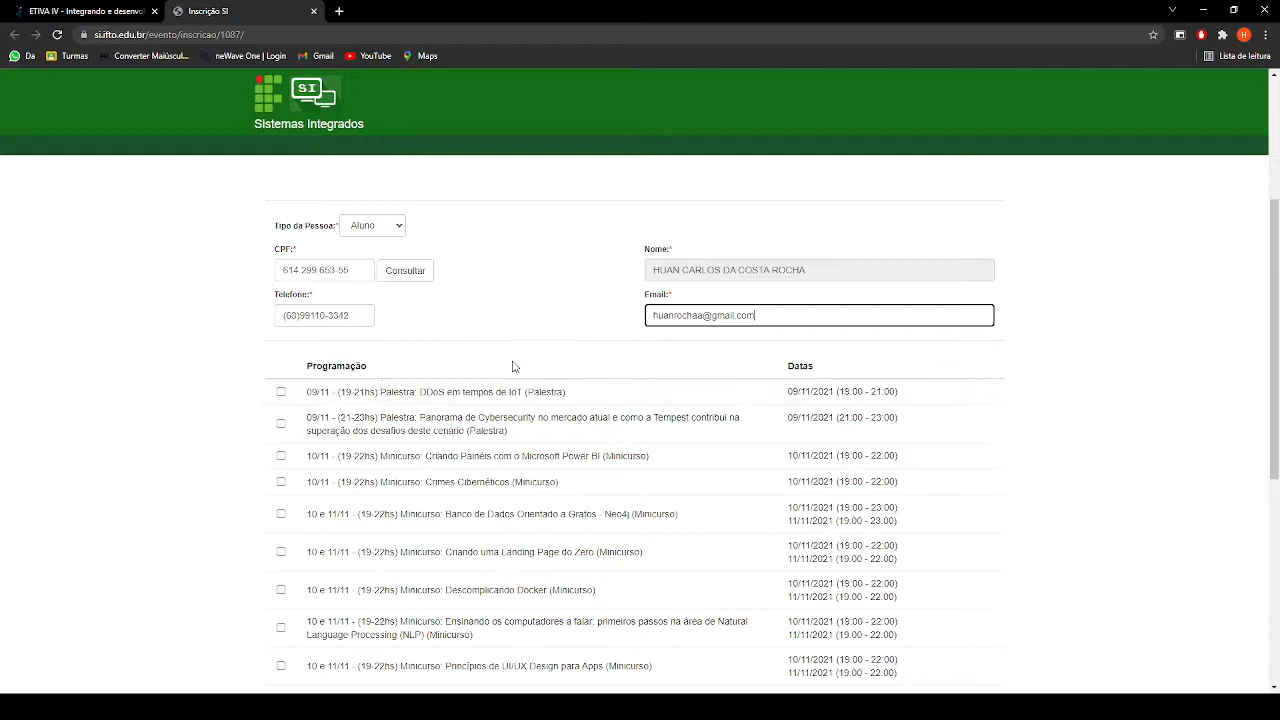 ETIVA IV - Integrando e desenvol
Inscrição SI
si.ifto.edu.br/evento/inscricao/1087/
Da
Turmas
Converter Maiúscul...
neWave One | Login
Gmail
YouTube
Maps
Lista de leitura
H
SI
Sistemas Integrados
Tipo da Pessoa:* Aluno
CPF:*
Nome:*
614.299.653-55 Consultar
HUAN CARLOS DA COSTA ROCHA
Telefone:*
Email:*
(63)99110-3342
huanrochaa@gmail.com
Programação
Datas
09/11 - (19-21hs) Palestra: DDoS em tempos de IoT (Palestra)
09/11/2021 (19:00 - 21:00)
09/11 - (21-23hs) Palestra: Panorama de Cybersecurity no mercado atual e como a Tempest contribui na
superação dos desafios deste cenário (Palestra)
09/11/2021 (21:00 - 23:00)
10/11 - (19-22hs) Minicurso: Criando Painéis com o Microsoft Power BI (Minicurso)
10/11/2021 (19:00 - 22:00)
10/11 - (19-22hs) Minicurso: Crimes Cibernéticos (Minicurso)
10/11/2021 (19:00 - 22:00)
10 e 11/11 - (19-22hs) Minicurso: Banco de Dados Orientado a Grafos - Neo4j (Minicurso)
10/11/2021 (19:00 - 23:00)
11/11/2021 (19:00 - 23:00)
10 e 11/11 - (19-22hs) Minicurso: Criando uma Landing Page do Zero (Minicurso)
10/11/2021 (19:00 - 22:00)
11/11/2021 (19:00 - 22:00)
10 e 11/11 - (19-22hs) Minicurso: Descomplicando Docker (Minicurso)
10/11/2021 (19:00 - 22:00)
11/11/2021 (19:00 - 22:00)
10 e 11/11 - (19-22hs) Minicurso: Ensinando os computadores a falar: primeiros passos na área de Natural
Language Processing (NLP) (Minicurso)
10/11/2021 (19:00 - 22:00)
11/11/2021 (19:00 - 22:00)
10 e 11/11 - (19-22hs) Minicurso: Princípios de UI/UX Design para Apps (Minicurso)
10/11/2021 (19:00 - 22:00)
11/11/2021 (19:00 - 22:00)